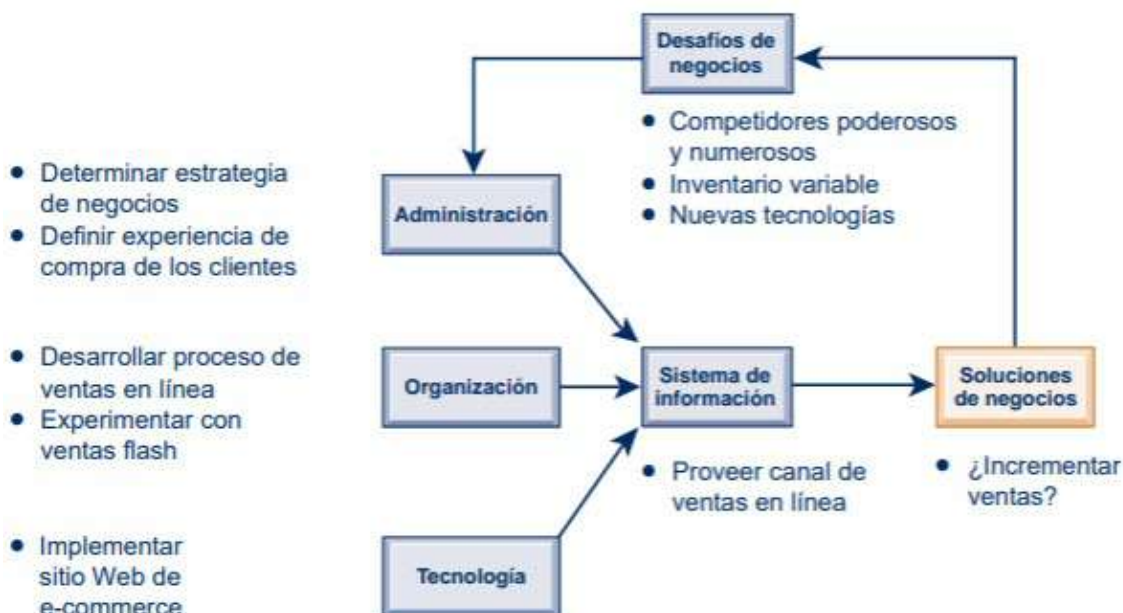 Desafíos de
negocios
• Competidores poderosos
y numerosos
• Inventario variable
• Nuevas tecnologías
• Determinar estrategia
de negocios
• Definir experiencia de
compra de los clientes
Administración
• Desarrollar proceso de
ventas en línea
• Experimentar con
ventas flash
Organización
Sistema de
información
• Proveer canal de
ventas en línea
Soluciones
de negocios
• ¿Incrementar
ventas?
• Implementar
sitio Web de
e-commerce
Tecnología